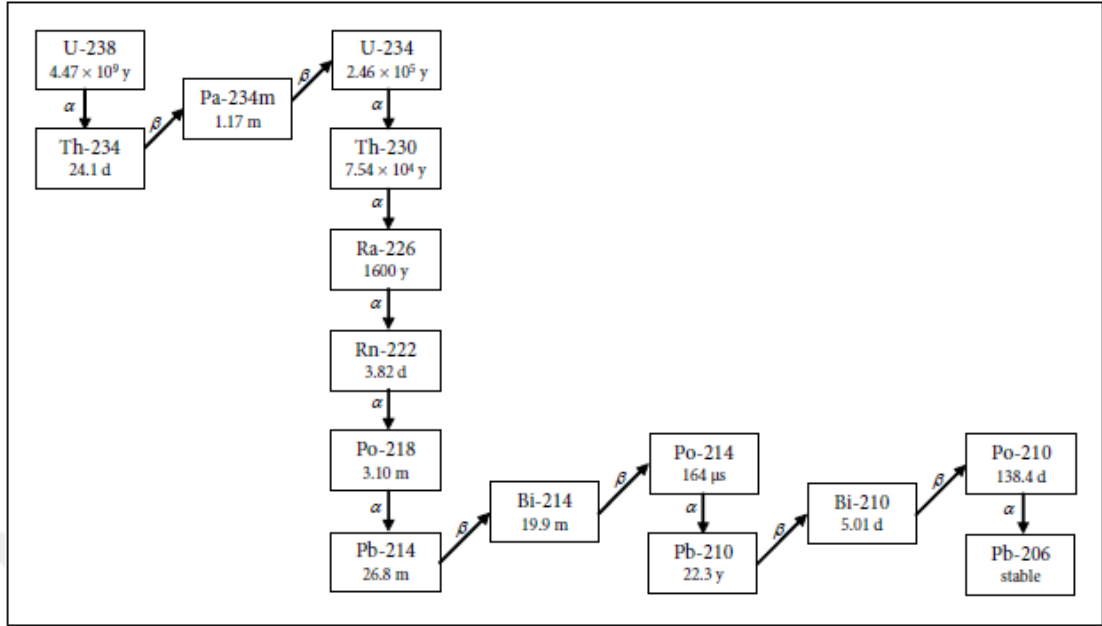 U-238
4.47 × 10⁹ y
α
Th-234
24.1 d
β
Pa-234m
1.17 m
β
U-234
2.46 × 10⁵ y
α
Th-230
7.54 × 10⁴ y
α
Ra-226
1600 y
α
Rn-222
3.82 d
α
Po-218
3.10 m
α
Pb-214
26.8 m
β
Bi-214
19.9 m
β
Po-214
164 µs
α
Pb-210
22.3 y
β
Bi-210
5.01 d
β
Po-210
138.4 d
α
Pb-206
stable